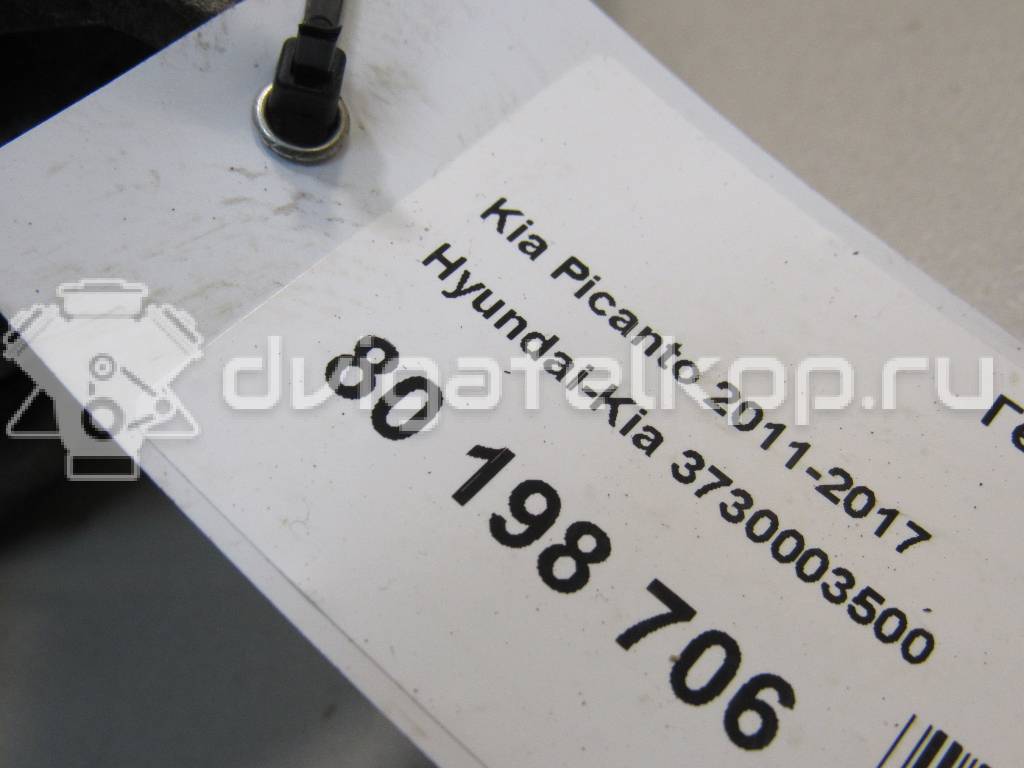 Kia Picanto 2011-2017
Hyundai-Kia 3730003500
80 198 706
dvigatelkop.ru